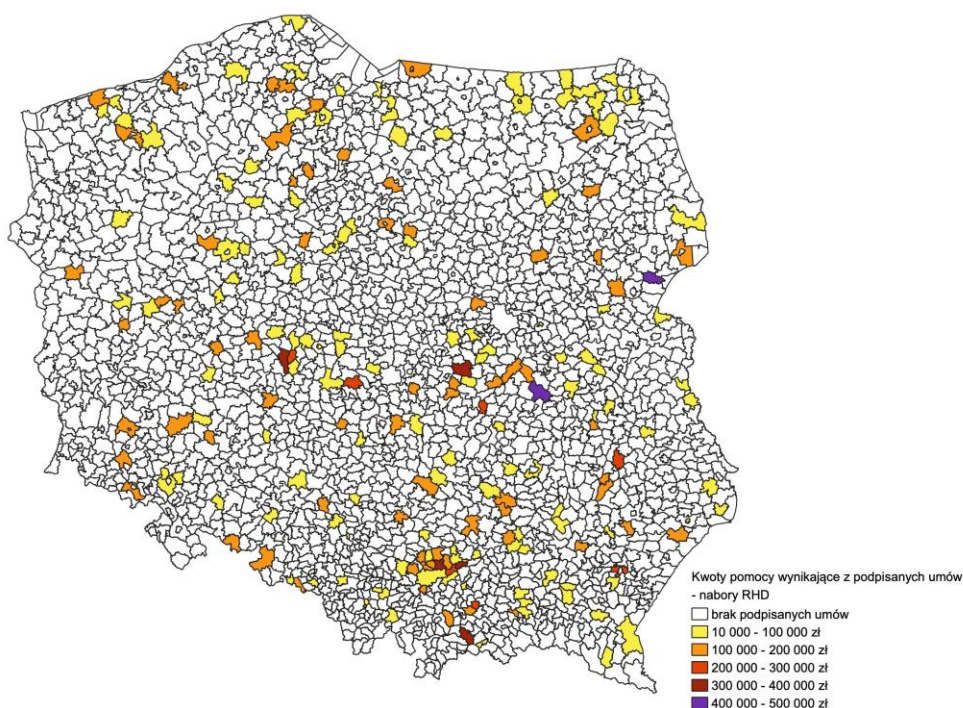 Kwoty pomocy wynikające z podpisanych umów
- nabory RHD
brak podpisanych umów
10 000 - 100 000 zł
100 000 - 200 000 zł
200 000 - 300 000 zł
300 000 - 400 000 zł
400 000 - 500 000 zł